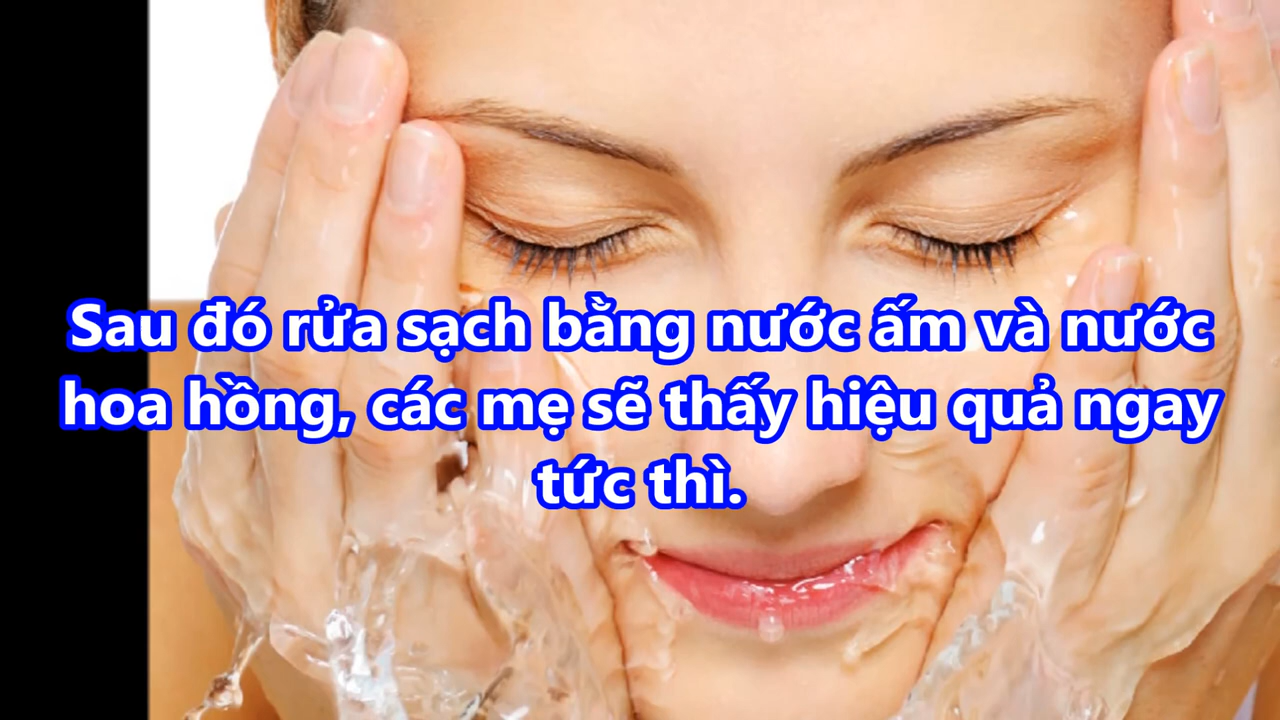 Sau đó rửa sạch bằng nước ấm và nước
hoa hồng, các mẹ sẽ thấy hiệu quả ngay
tức thì.